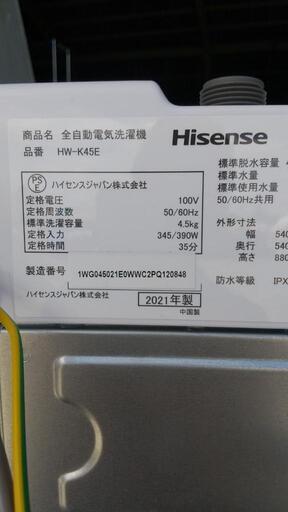 商品名 全自動電気洗濯機
品番 HW-K45E
Hisense
PS
E
ハイセンスジャパン株式会社
定格電圧 100V
定格周波数 50/60Hz
標準洗濯容量 4.5kg
定格入力 345/390W
定格時間 35分
製造番号 1WG045021E0WWC2PQ120848
ハイセンスジャパン株式会社
2021年製
中国製
標準脱水容量
標準水量
標準使用水量
50/60Hz共用
外形寸法
幅 540
奥行 540
高さ 880
防水等級 IPX